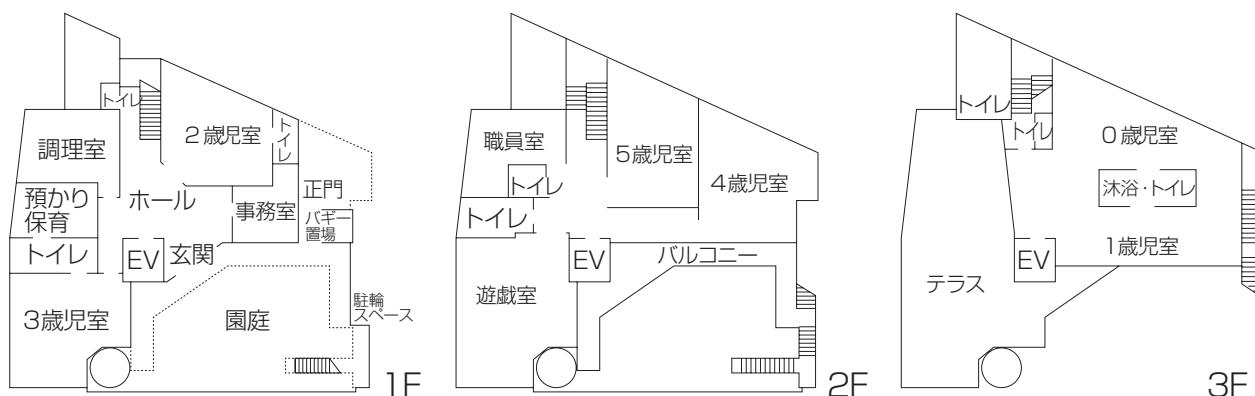 トイレ
2歳児室
トイレ
調理室
預かり
保育
ホール
事務室
正門
バギー
置場
トイレ
EV
玄関
3歳児室
園庭
駐輪
スペース
1F
職員室
5歳児室
4歳児室
トイレ
トイレ
EV
バルコニー
遊戯室
2F
トイレ
トイレ
0歳児室
沐浴・トイレ
1歳児室
EV
テラス
3F